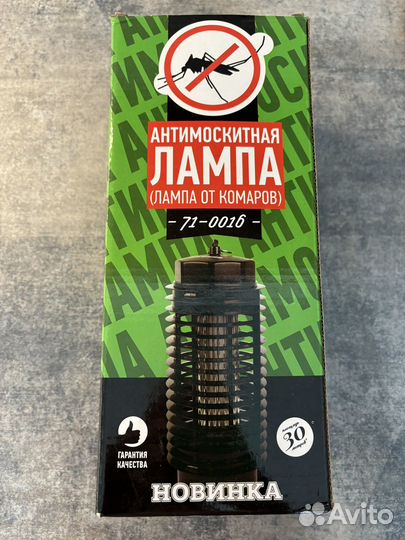 АНТИМОСКИТНАЯ
ЛАМПА
(ЛАМПА ОТ КОМАРОВ)
- 71-0016 -
ГАРАНТИЯ
КАЧЕСТВА
30
НОВИНКА
Avito